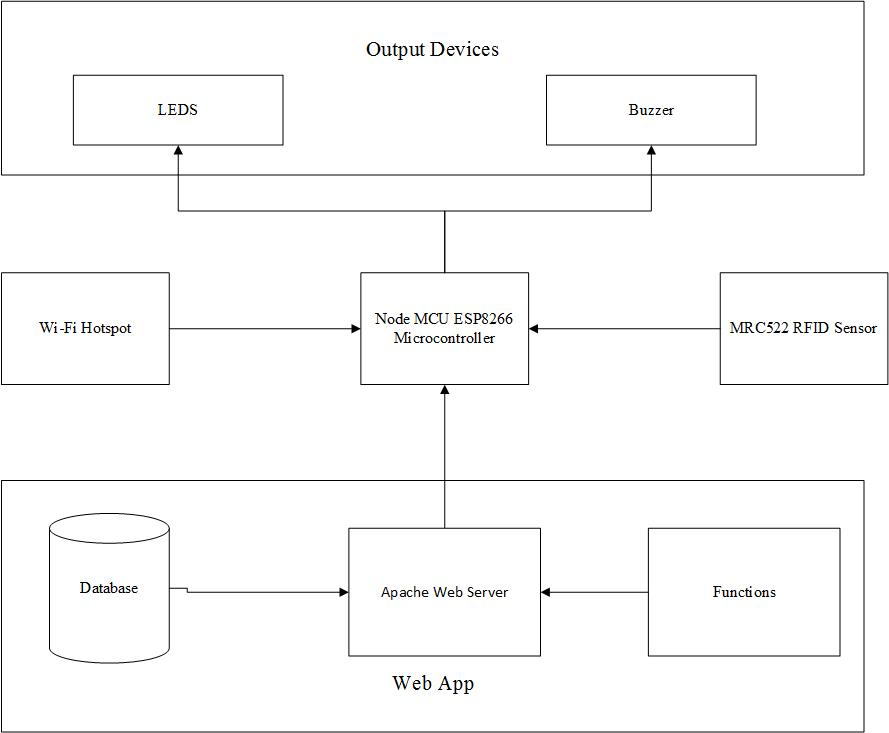 Output Devices
LEDS
Buzzer
Wi-Fi Hotspot
Node MCU ESP8266
Microcontroller
MRC522 RFID Sensor
Database
Apache Web Server
Functions
Web App